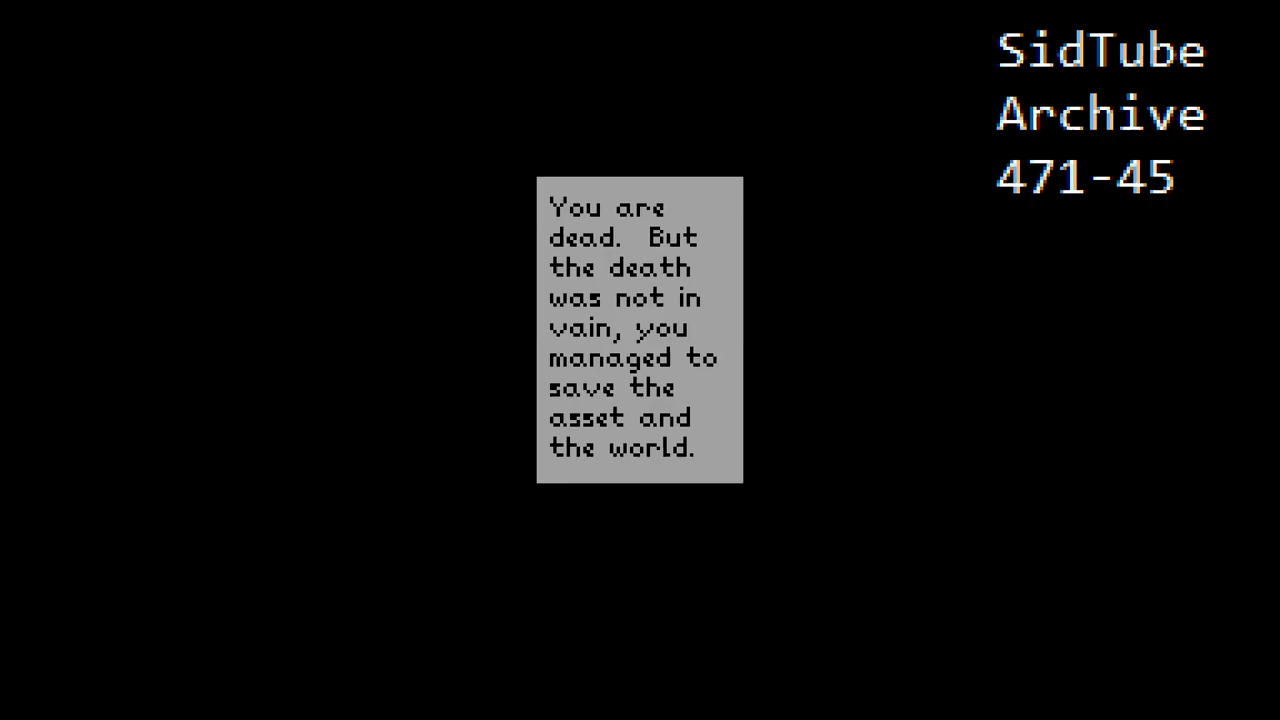 SidTube
Archive
471-45
You are
dead.  But
the death
was not in
vain, you
managed to
save the
asset and
the world.